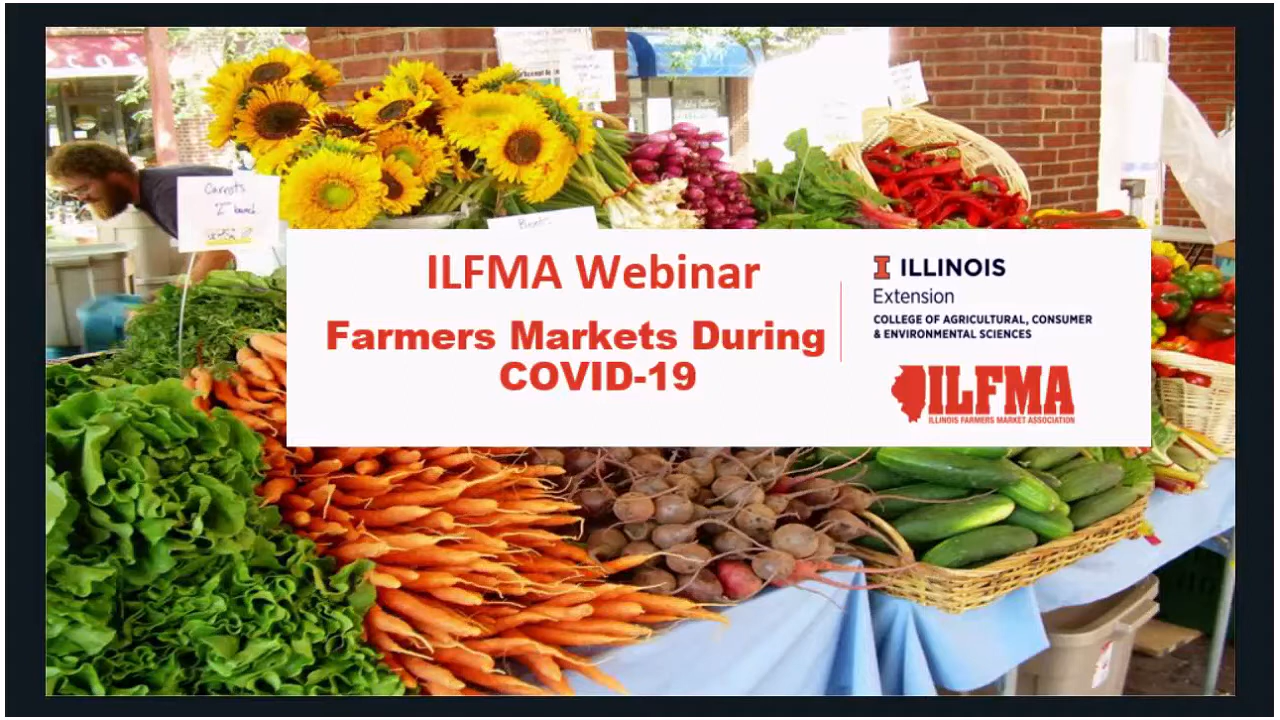 Carrots
bunch
ILFMA Webinar
Farmers Markets During
COVID-19
I ILLINOIS
Extension
COLLEGE OF AGRICULTURAL, CONSUMER
& ENVIRONMENTAL SCIENCES
ILFMA
ILLINOIS FARMERS MARKET ASSOCIATION